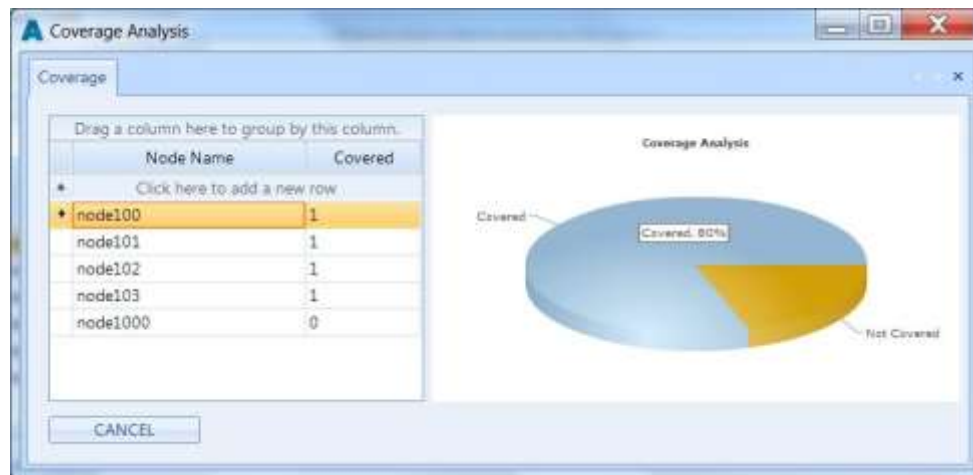 Coverage Analysis
Coverage
Drag a column here to group by this column.
Node Name Covered
Click here to add a new row
node100 1
node101 1
node102 1
node103 1
node1000 0
CANCEL
Coverage Analysis
Covered
Covered, 80%
Not Covered